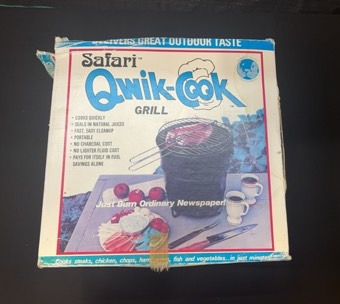 DELIVERS GREAT OUTDOOR TASTE
Safari™
Qwik-Cook
GRILL
• COOKS QUICKLY
• SEALS IN NATURAL JUICES
• FAST, EASY CLEANUP
• PORTABLE
• NO CHARCOAL COST
• NO LIGHTER FLUID COST
• PAYS FOR ITSELF IN FUEL
SAVINGS ALONE
Just Burn Ordinary Newspaper!
Cooks steaks, chicken, chops, fish and vegetables...in just minutes!